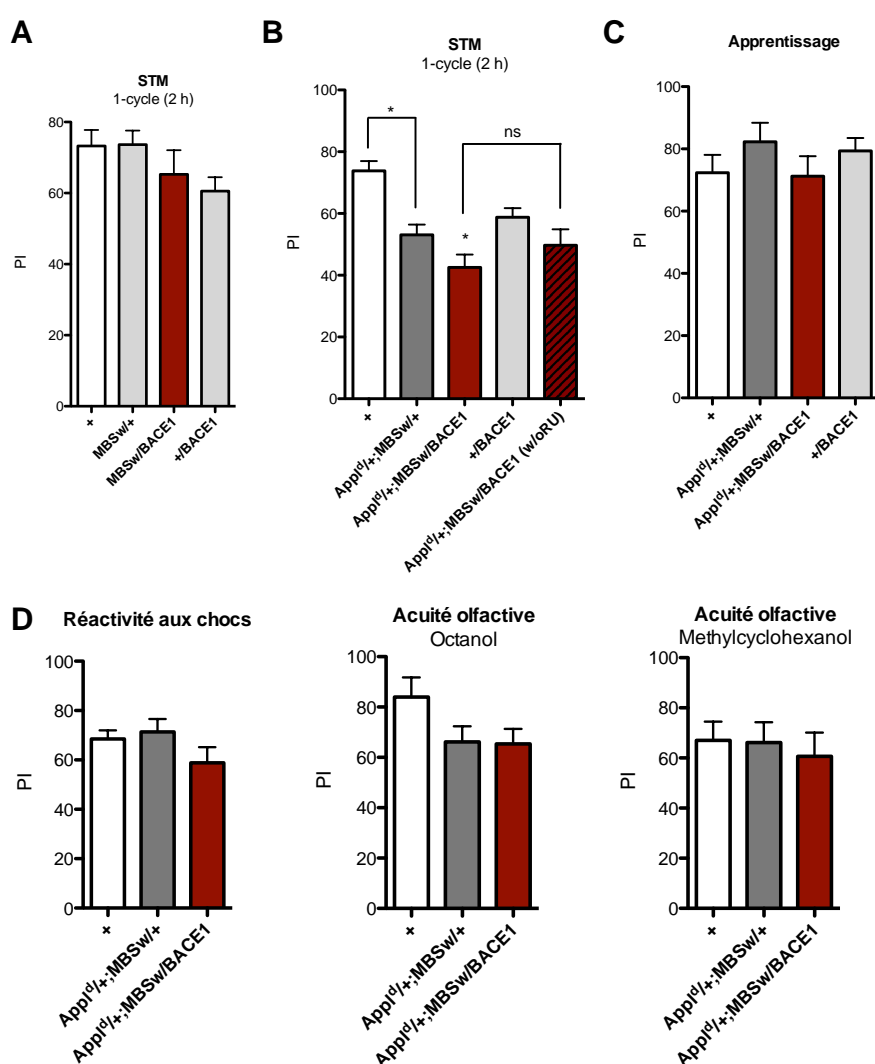 A
STM
1-cycle (2 h)
80
60
40
20
0
PI
+
MBSw/+
MBSw/BACE1
+/BACE1
B
STM
1-cycle (2 h)
100
80
60
40
20
0
PI
*
ns
*
+
Appl^d/+;MBSw/+
Appl^d/+;MBSw/BACE1
+/BACE1
Appl^d/+;MBSw/BACE1 (w/oRU)
C
Apprentissage
100
80
60
40
20
0
PI
+
Appl^d/+;MBSw/+
Appl^d/+;MBSw/BACE1
+/BACE1
D
Réactivité aux chocs
100
80
60
40
20
0
PI
+
Appl^d/+;MBSw/+
Appl^d/+;MBSw/BACE1
Acuité olfactive
Octanol
100
80
60
40
20
0
PI
+
Appl^d/+;MBSw/+
Appl^d/+;MBSw/BACE1
Acuité olfactive
Methylcyclohexanol
100
80
60
40
20
0
PI
+
Appl^d/+;MBSw/+
Appl^d/+;MBSw/BACE1